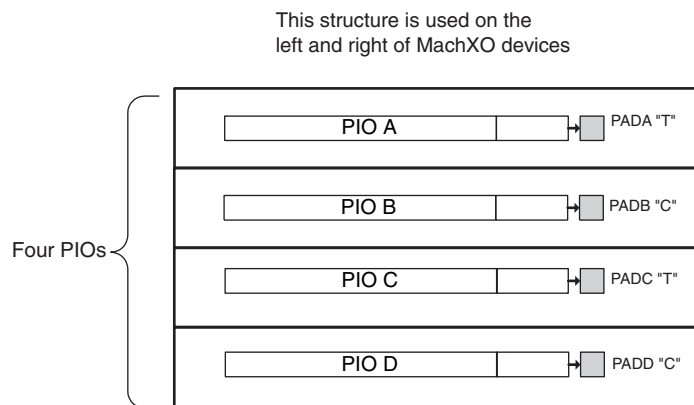 This structure is used on the
left and right of MachXO devices
PIO A
PADA "T"
PIO B
PADB "C"
Four PIOs
PIO C
PADC "T"
PIO D
PADD "C"